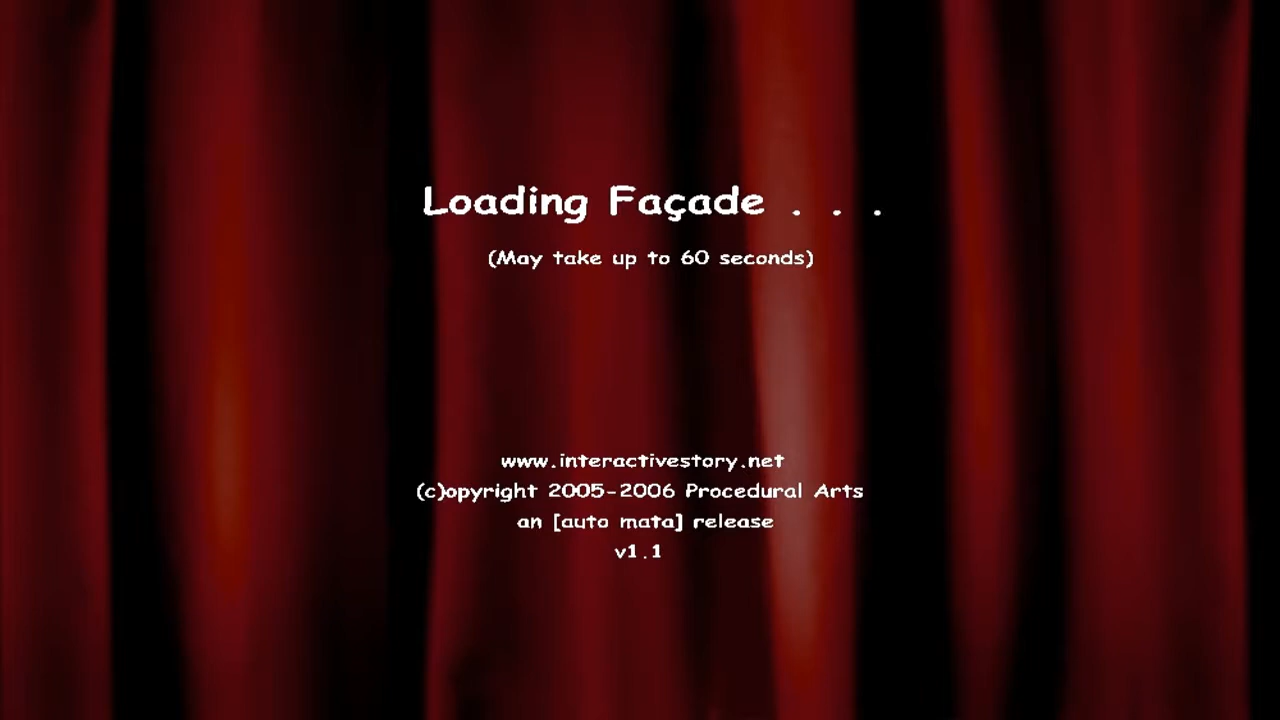 Loading Façade . . .
(May take up to 60 seconds)
www.interactivestory.net
(c)opyright 2005-2006 Procedural Arts
an [auto mata] release
v1.1